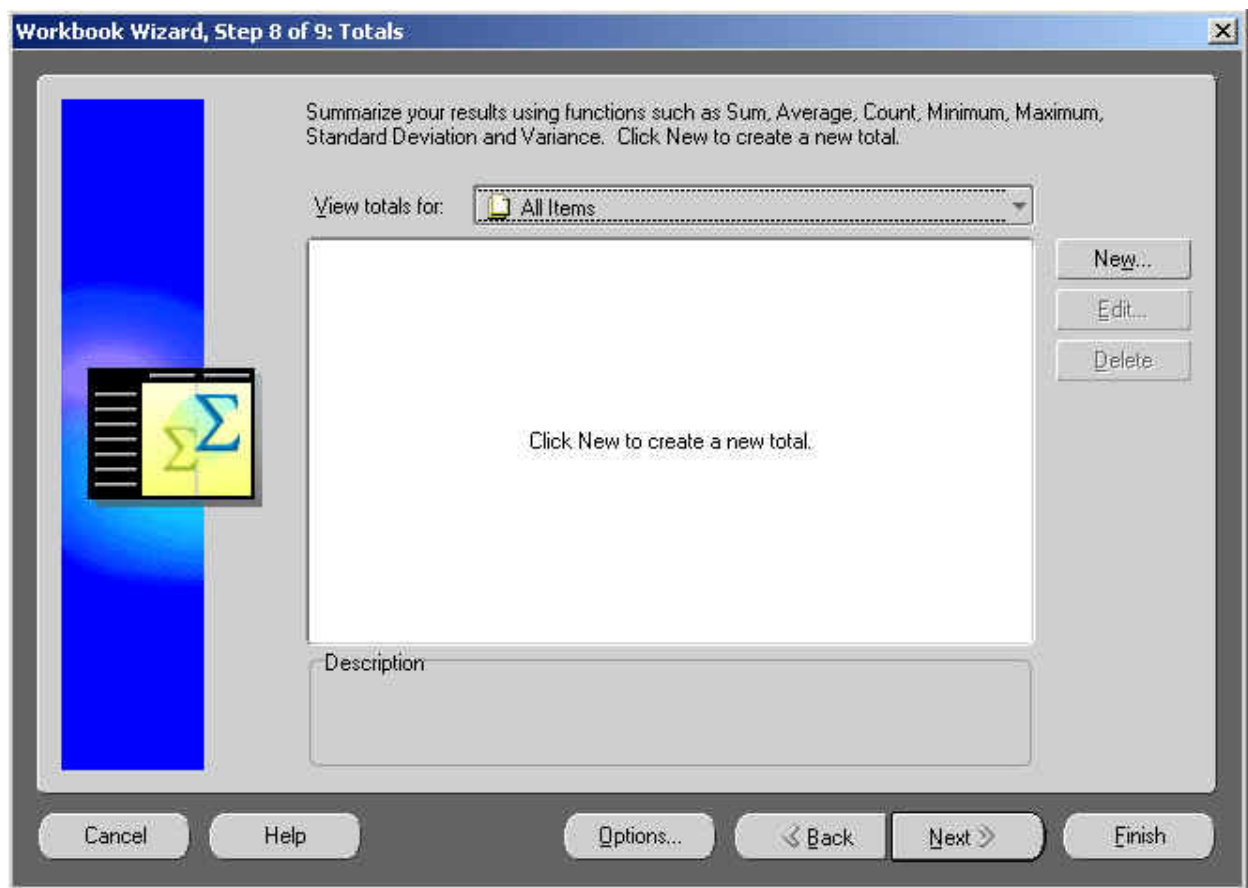 Workbook Wizard, Step 8 of 9: Totals
Summarize your results using functions such as Sum, Average, Count, Minimum, Maximum,
Standard Deviation and Variance. Click New to create a new total.
View totals for: All Items
New...
Edit...
Delete
Σ Σ
Click New to create a new total.
Description
Cancel Help Options... Back Next Finish